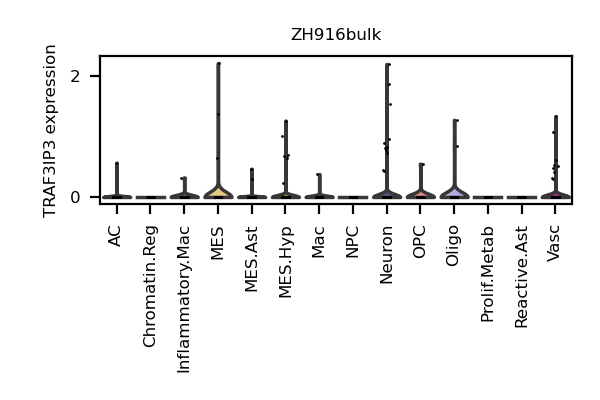 ZH916bulk
TRAF3IP3 expression
2
0
AC
Chromatin.Reg
Inflammatory.Mac
MES
MES.Ast
MES.Hyp
Mac
NPC
Neuron
OPC
Oligo
Prolif.Metab
Reactive.Ast
Vasc